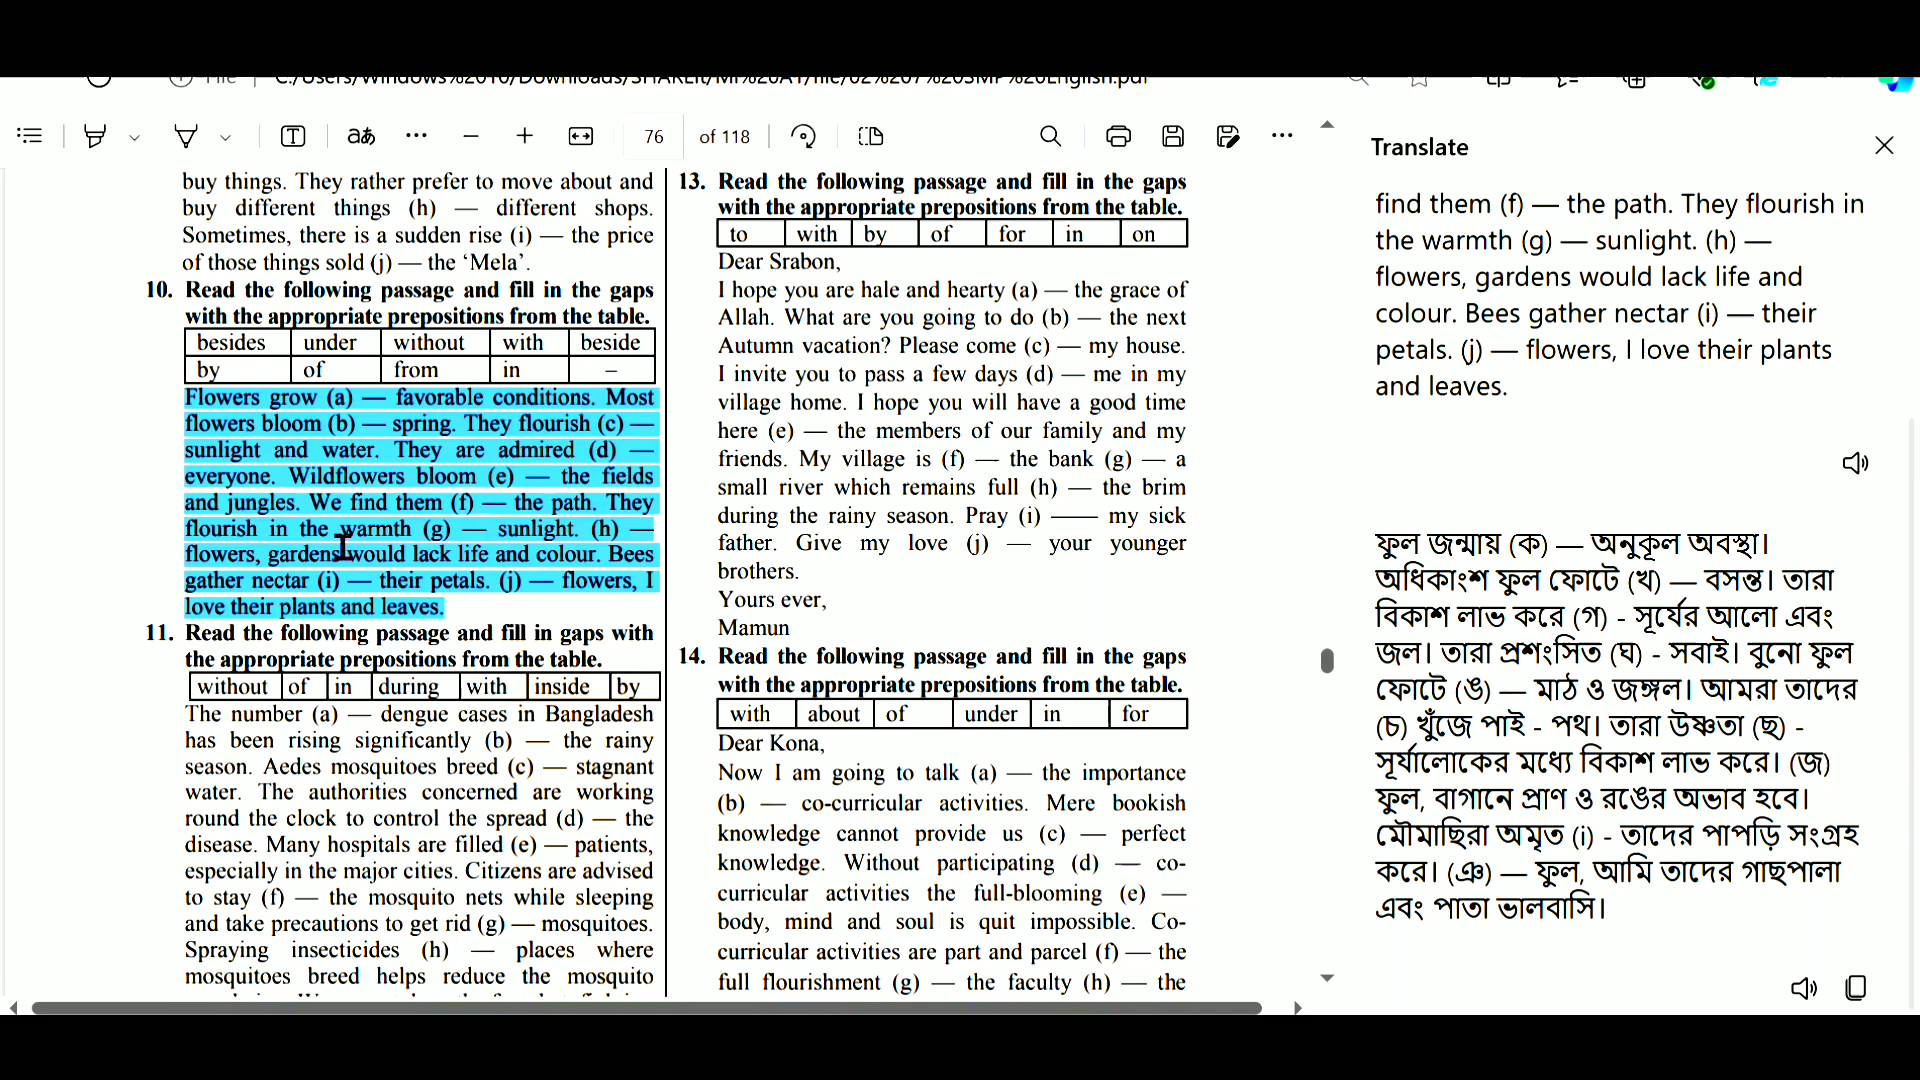 76 of 118
buy things. They rather prefer to move about and
buy different things (h) — different shops.
Sometimes, there is a sudden rise (i) — the price
of those things sold (j) — the ‘Mela’.
10. Read the following passage and fill in the gaps
with the appropriate prepositions from the table.
besides under without with beside
by of from in –
Flowers grow (a) — favorable conditions. Most
flowers bloom (b) — spring. They flourish (c) —
sunlight and water. They are admired (d) —
everyone. Wildflowers bloom (e) — the fields
and jungles. We find them (f) — the path. They
flourish in the warmth (g) — sunlight. (h) —
flowers, gardens would lack life and colour. Bees
gather nectar (i) — their petals. (j) — flowers, I
love their plants and leaves.
11. Read the following passage and fill in gaps with
the appropriate prepositions from the table.
without of in during with inside by
The number (a) — dengue cases in Bangladesh
has been rising significantly (b) — the rainy
season. Aedes mosquitoes breed (c) — stagnant
water. The authorities concerned are working
round the clock to control the spread (d) — the
disease. Many hospitals are filled (e) — patients,
especially in the major cities. Citizens are advised
to stay (f) — the mosquito nets while sleeping
and take precautions to get rid (g) — mosquitoes.
Spraying insecticides (h) — places where
mosquitoes breed helps reduce the mosquito
13. Read the following passage and fill in the gaps
with the appropriate prepositions from the table.
to with by of for in on
Dear Srabon,
I hope you are hale and hearty (a) — the grace of
Allah. What are you going to do (b) — the next
Autumn vacation? Please come (c) — my house.
I invite you to pass a few days (d) — me in my
village home. I hope you will have a good time
here (e) — the members of our family and my
friends. My village is (f) — the bank (g) — a
small river which remains full (h) — the brim
during the rainy season. Pray (i) —— my sick
father. Give my love (j) — your younger
brothers.
Yours ever,
Mamun
14. Read the following passage and fill in the gaps
with the appropriate prepositions from the table.
with about of under in for
Dear Kona,
Now I am going to talk (a) — the importance
(b) — co-curricular activities. Mere bookish
knowledge cannot provide us (c) — perfect
knowledge. Without participating (d) — co-
curricular activities the full-blooming (e) —
body, mind and soul is quit impossible. Co-
curricular activities are part and parcel (f) — the
full flourishment (g) — the faculty (h) — the
Translate
find them (f) — the path. They flourish in
the warmth (g) — sunlight. (h) —
flowers, gardens would lack life and
colour. Bees gather nectar (i) — their
petals. (j) — flowers, I love their plants
and leaves.
ফুল জন্মায় (ক) — অনুকূল অবস্থা।
অধিকাংশ ফুল ফোটে (খ) — বসন্ত। তারা
বিকাশ লাভ করে (গ) - সূর্যের আলো এবং
জল। তারা প্রশংসিত (ঘ) - সবাই। বুনো ফুল
ফোটে (ঙ) — মাঠ ও জঙ্গল। আমরা তাদের
(চ) খুঁজে পাই - পথ। তারা উষ্ণতা (ছ) -
সূর্যালোকের মধ্যে বিকাশ লাভ করে। (জ)
ফুল, বাগানে প্রাণ ও রঙের অভাব হবে।
মৌমাছিরা অমৃত (i) - তাদের পাপড়ি সংগ্রহ
করে। (ঞ) — ফুল, আমি তাদের গাছপালা
এবং পাতা ভালবাসি।